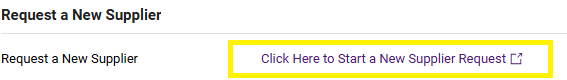 Request a New Supplier
Request a New Supplier Click Here to Start a New Supplier Request